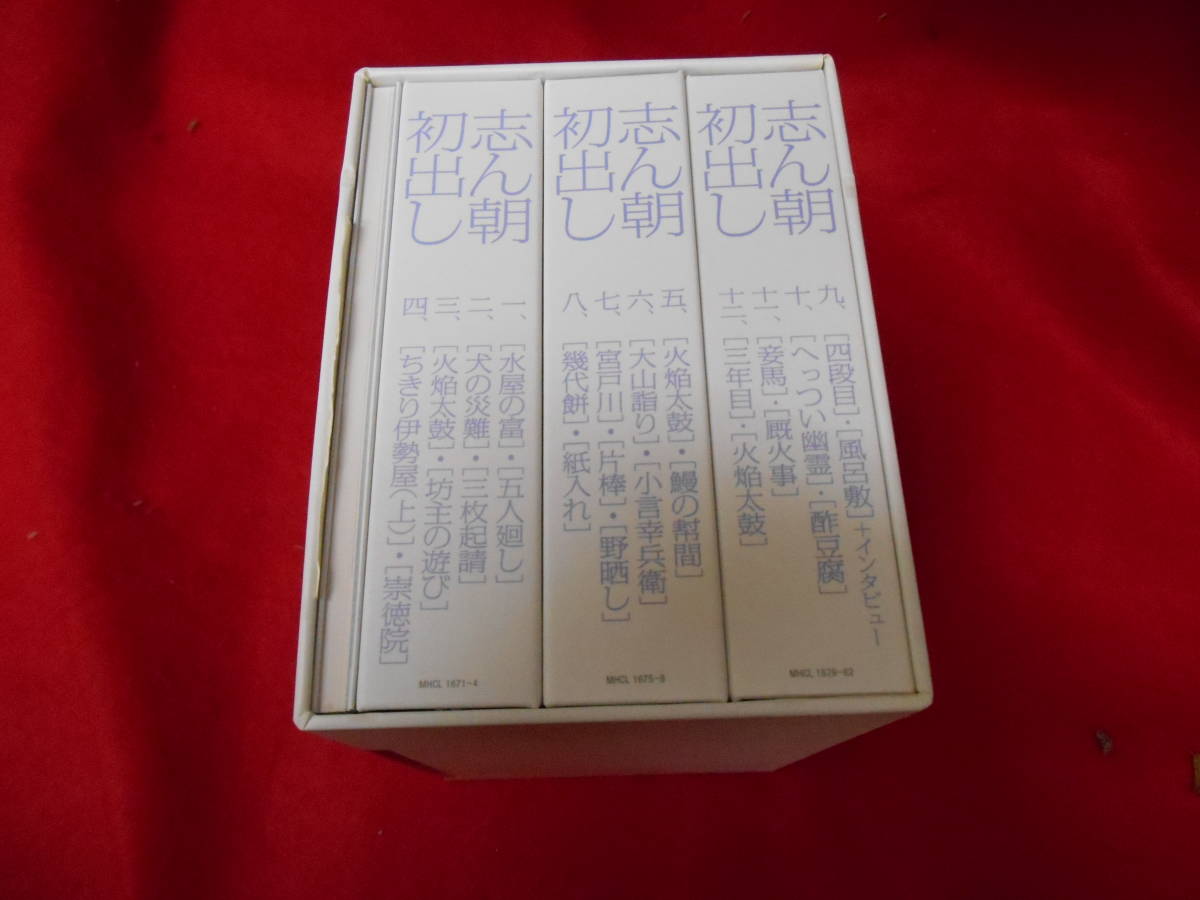 志ん朝
初出し
一、[水屋の富]・[五人廻し]
二、[犬の災難]・[三枚起請]
三、[火焔太鼓]・[坊主の遊び]
四、[ちきり伊勢屋(上)]・[崇徳院]
MHCL 1671-4
志ん朝
初出し
五、[火焔太鼓]・[鰻の幇間]
六、[大山詣り]・[小言幸兵衛]
七、[宮戸川]・[片棒]・[野晒し]
八、[幾代餅]・[紙入れ]
MHCL 1675-8
志ん朝
初出し
九、[四段目]・[風呂敷]+インタビュー
十、[へっつい幽霊]・[酢豆腐]
十一、[妾馬]・[厩火事]
十二、[三年目]・[火焔太鼓]
MHCL 1679-82